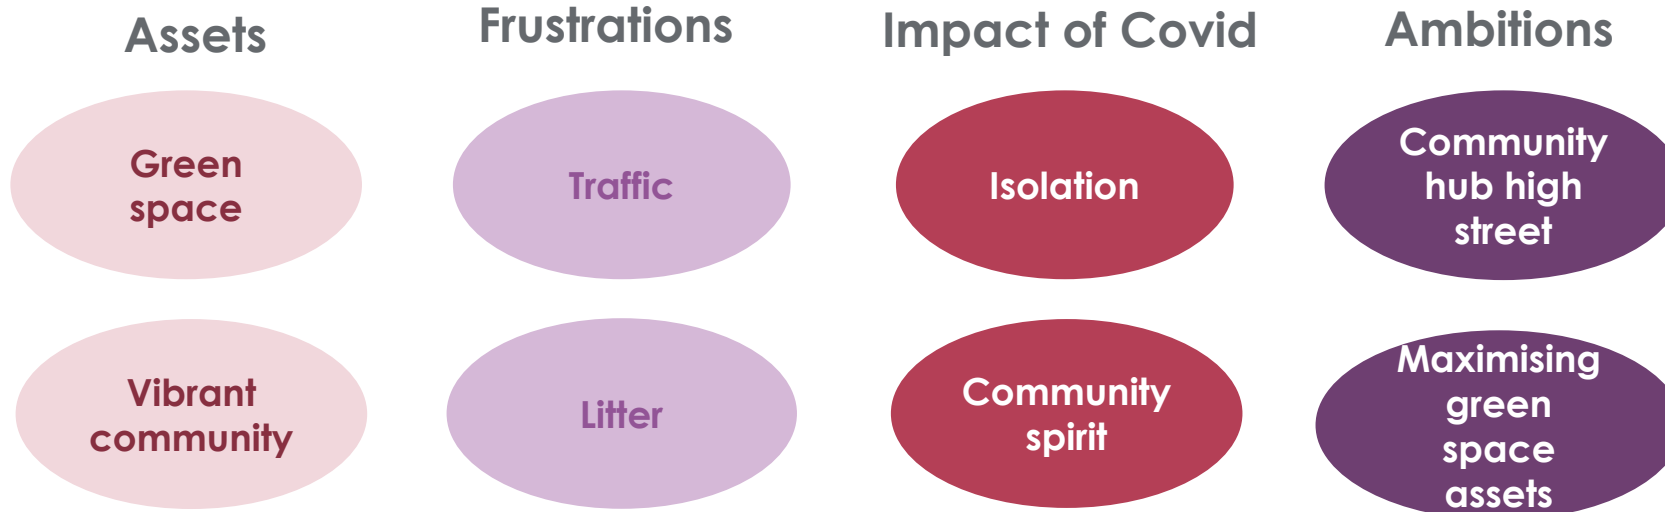 Assets
Frustrations
Impact of Covid
Ambitions
Green
space
Traffic
Isolation
Community
hub high
street
Vibrant
community
Litter
Community
spirit
Maximising
green
space
assets